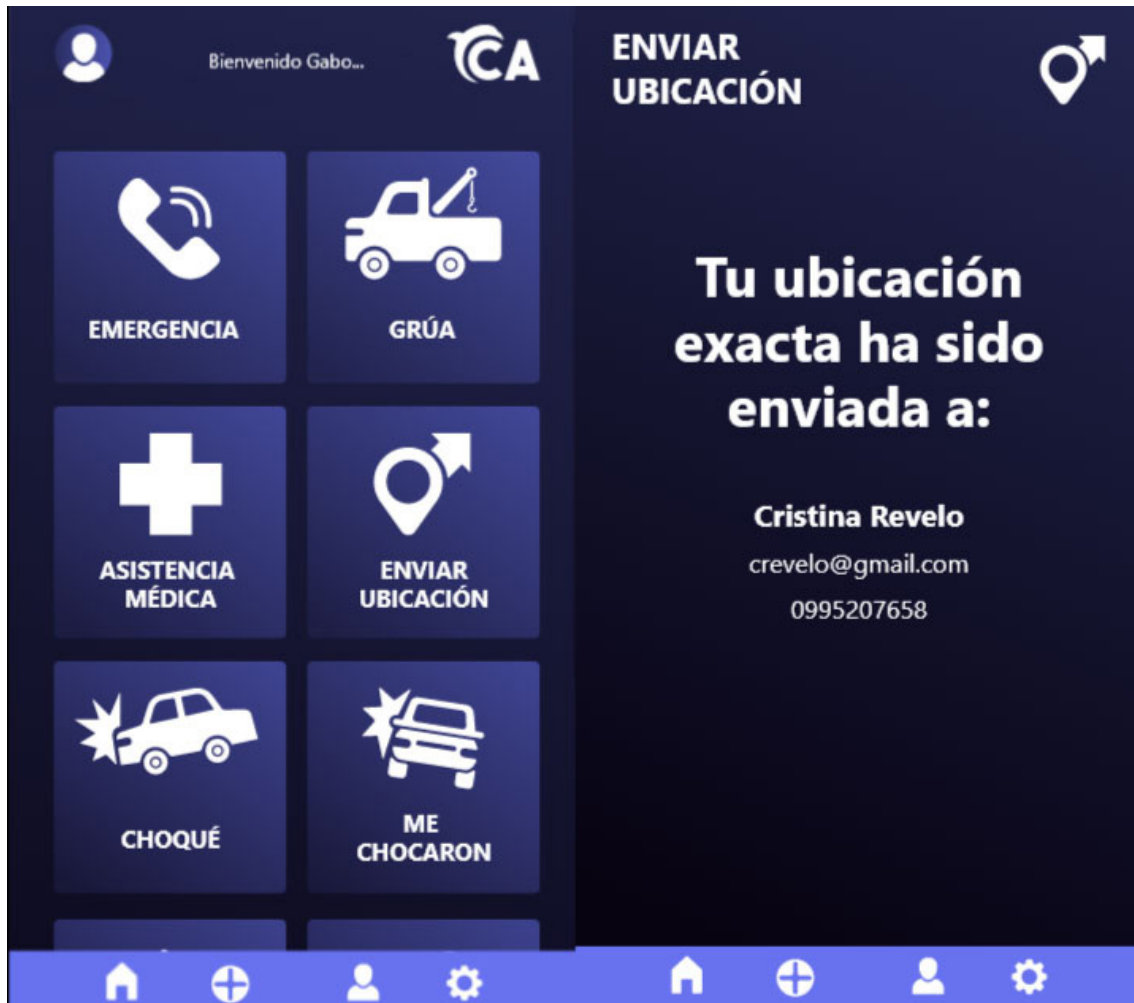 Bienvenido Gabo...
CA
EMERGENCIA
GRÚA
ASISTENCIA
MÉDICA
ENVIAR
UBICACIÓN
CHOQUÉ
ME
CHOCARON
ENVIAR
UBICACIÓN
Tu ubicación
exacta ha sido
enviada a:
Cristina Revelo
crevelo@gmail.com
0995207658